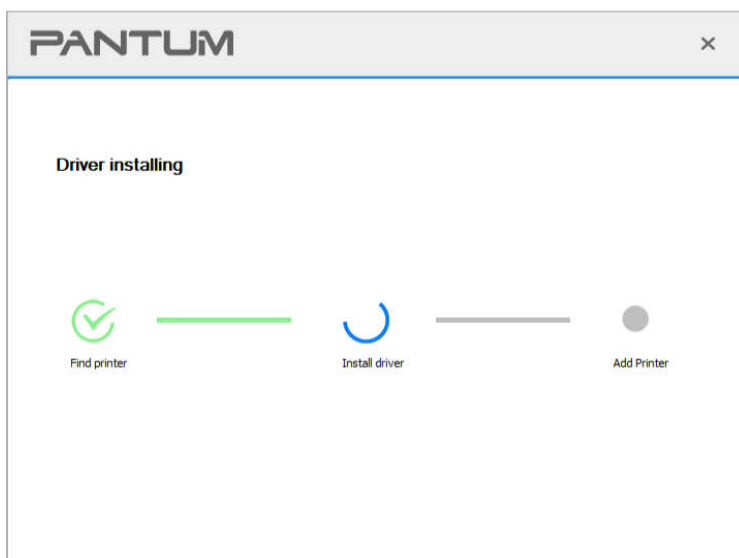 PANTUM
Driver installing
Find printer
Install driver
Add Printer